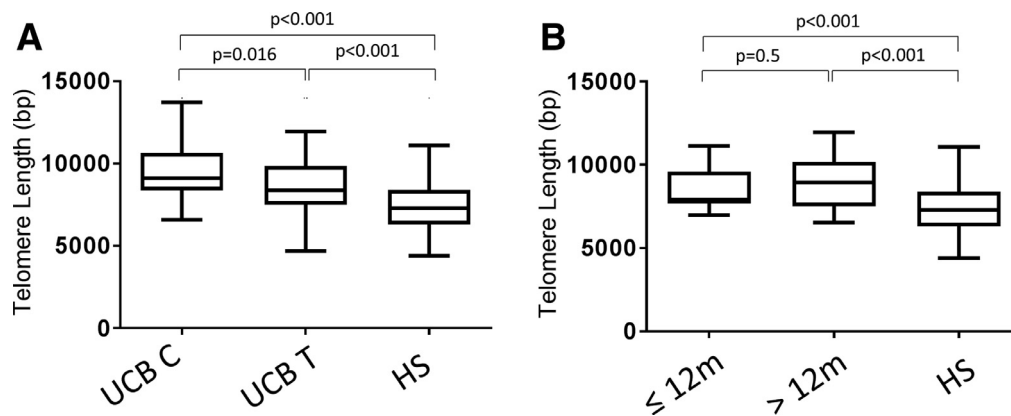 A
p<0.001
p=0.016
p<0.001
Telomere Length (bp)
15000
10000
5000
0
UCB C
UCB T
HS
B
p<0.001
p=0.5
p<0.001
Telomere Length (bp)
15000
10000
5000
0
≤ 12m
> 12m
HS